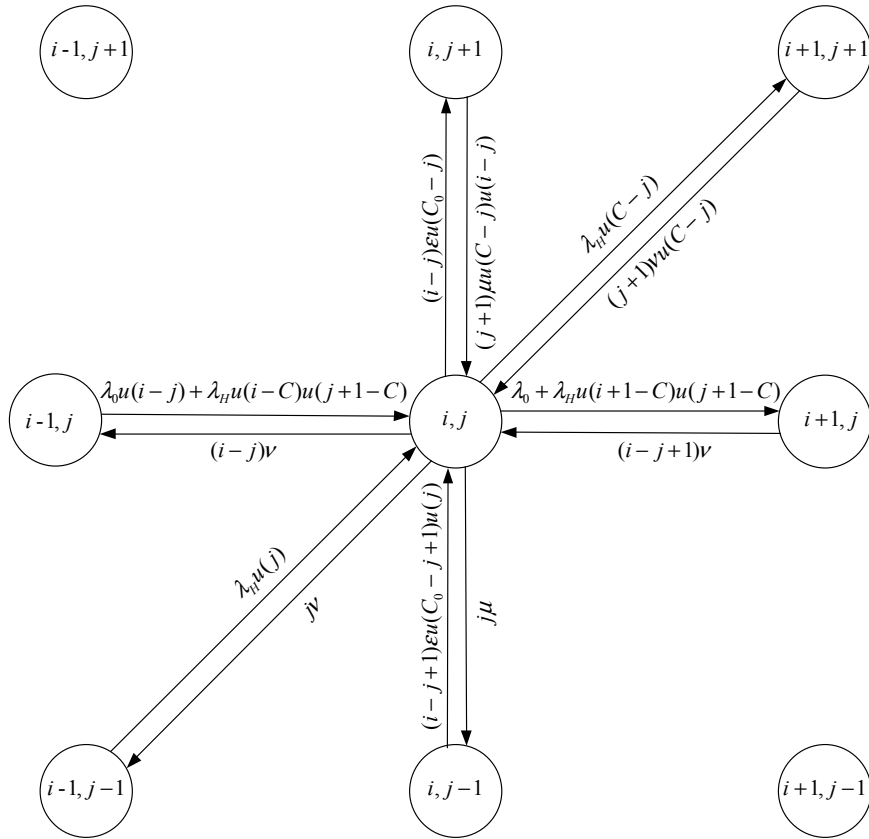 i-1, j+1
i, j+1
i+1, j+1
(i−j)εu(C₀−j)
(j+1)μu(C−j)u(i−j)
λ_H u(C−j)
(j+1)νu(C−j)
λ₀u(i−j)+λ_H u(i−C)u(j+1−C)
λ₀+λ_H u(i+1−C)u(j+1−C)
i-1, j
i, j
i+1, j
(i−j)ν
(i−j+1)ν
λ_H u(j)
jν
(i−j+1)εu(C₀−j+1)u(j)
jμ
i-1, j−1
i, j−1
i+1, j−1